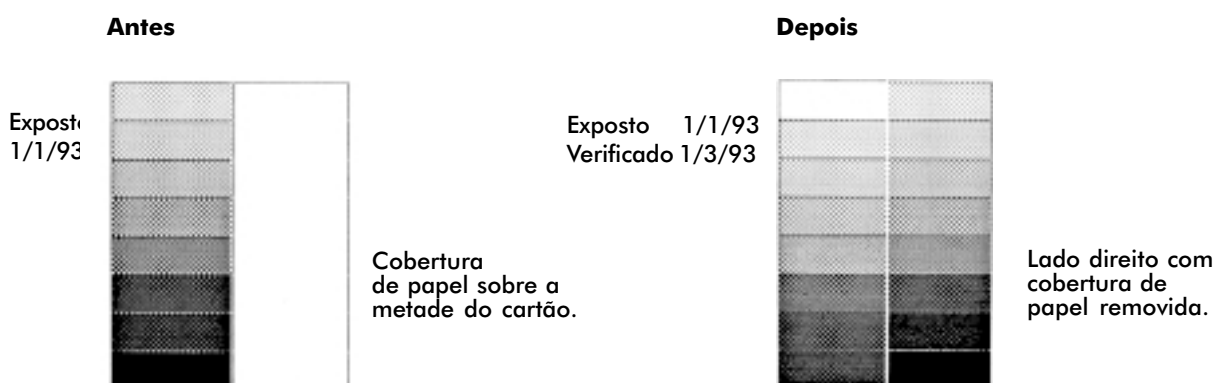 Antes
Depois
Exposto
1/1/93
Exposto 1/1/93
Verificado 1/3/93
Cobertura
de papel sobre a
metade do cartão.
Lado direito com
cobertura de
papel removida.